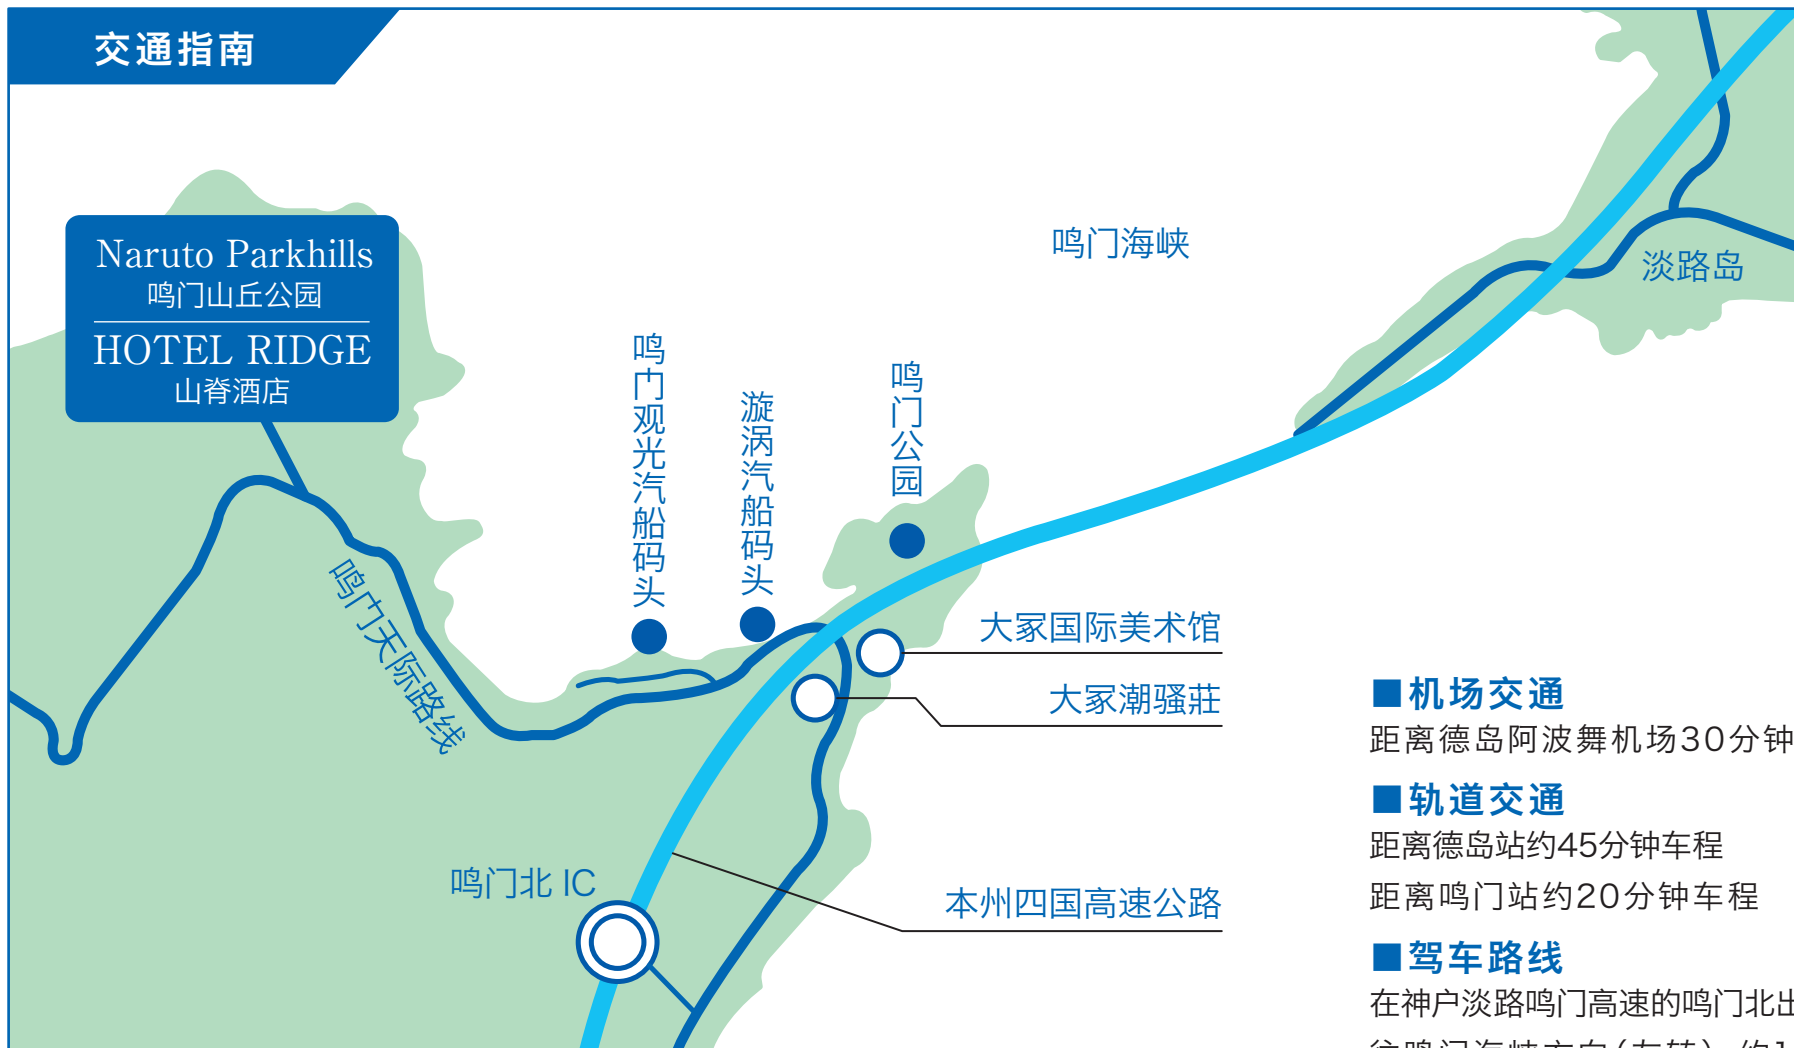 交通指南
Naruto Parkhills
鸣门山丘公园
HOTEL RIDGE
山脊酒店
鸣门海峡
淡路岛
鸣门观光汽船码头
漩涡汽船码头
鸣门公园
鸣门天际路线
大冢国际美术馆
大冢潮骚莊
鸣门北 IC
本州四国高速公路
■机场交通
距离德岛阿波舞机场30分钟
■轨道交通
距离德岛站约45分钟车程
距离鸣门站约20分钟车程
■驾车路线
在神户淡路鸣门高速的鸣门北出